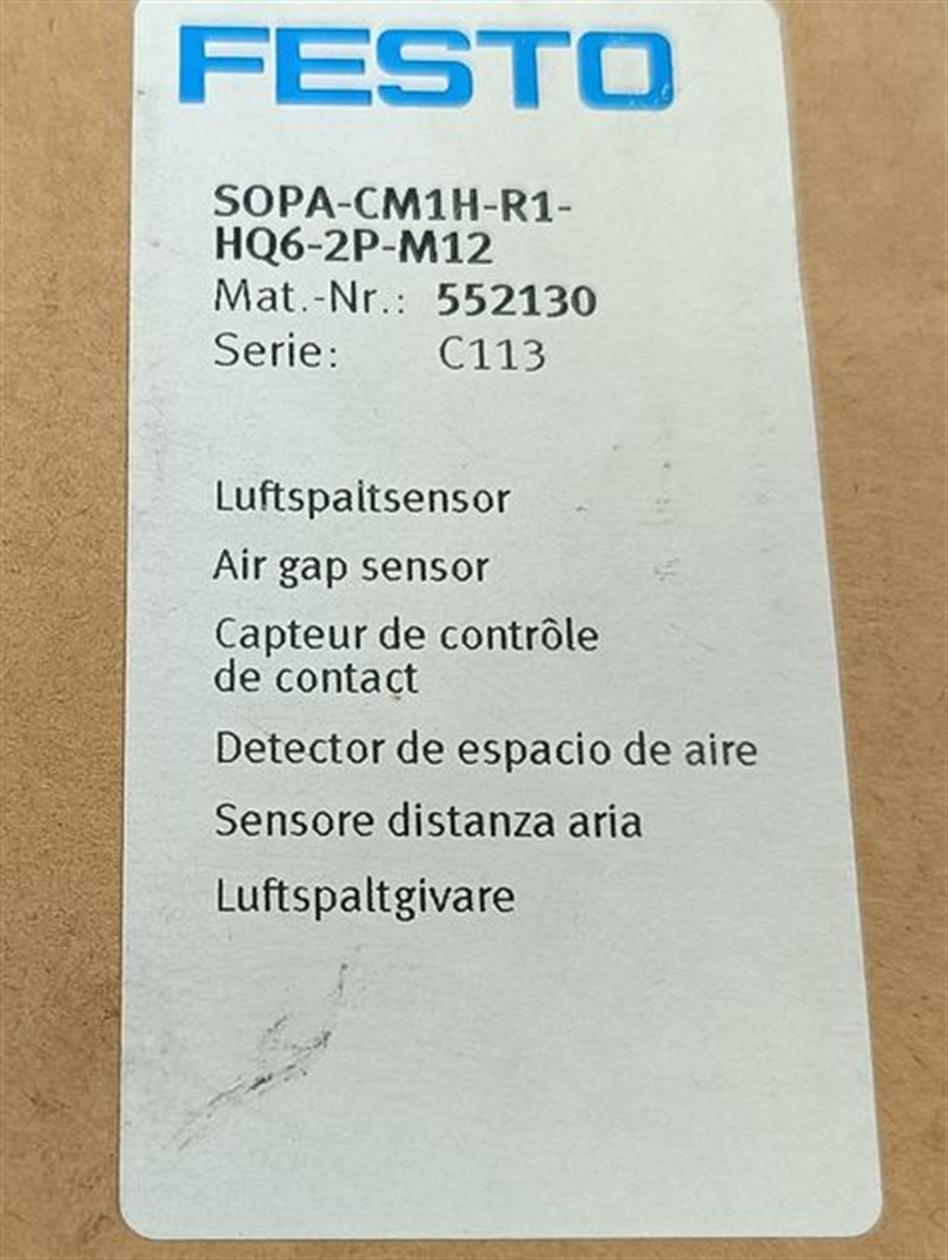 FESTO
SOPA-CM1H-R1-
HQ6-2P-M12
Mat.-Nr.: 552130
Serie: C113
Luftspaltsensor
Air gap sensor
Capteur de contrôle
de contact
Detector de espacio de aire
Sensore distanza aria
Luftspaltgivare